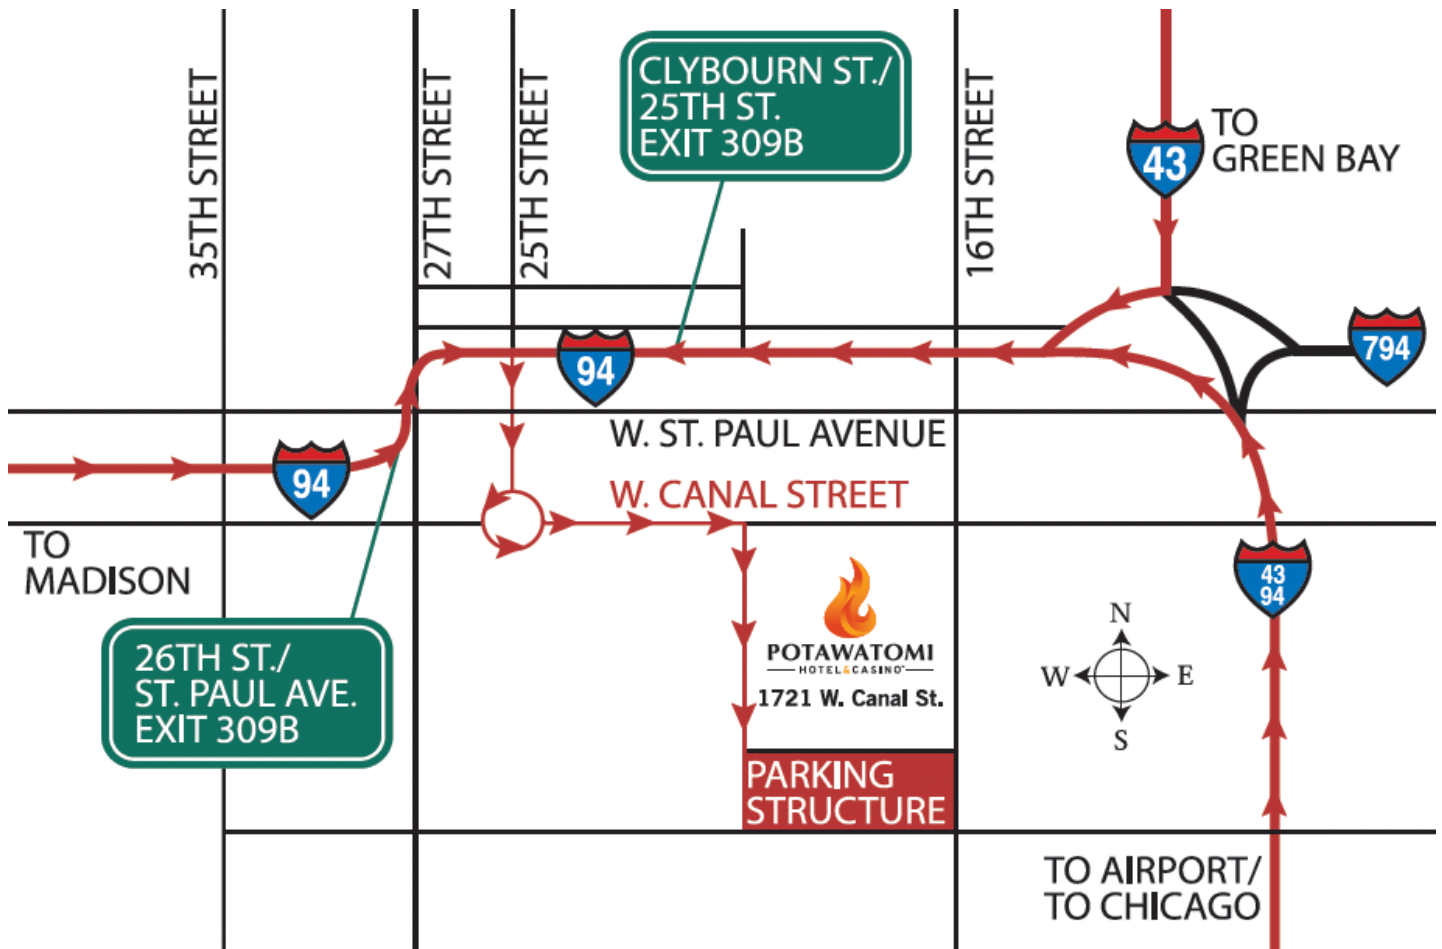 35TH STREET
27TH STREET
25TH STREET
CLYBOURN ST./
25TH ST.
EXIT 309B
16TH STREET
43
TO
GREEN BAY
94
794
W. ST. PAUL AVENUE
94
W. CANAL STREET
TO
MADISON
43
94
26TH ST./
ST. PAUL AVE.
EXIT 309B
POTAWATOMI
HOTEL&CASINO
1721 W. Canal St.
N
W
E
S
PARKING
STRUCTURE
TO AIRPORT/
TO CHICAGO